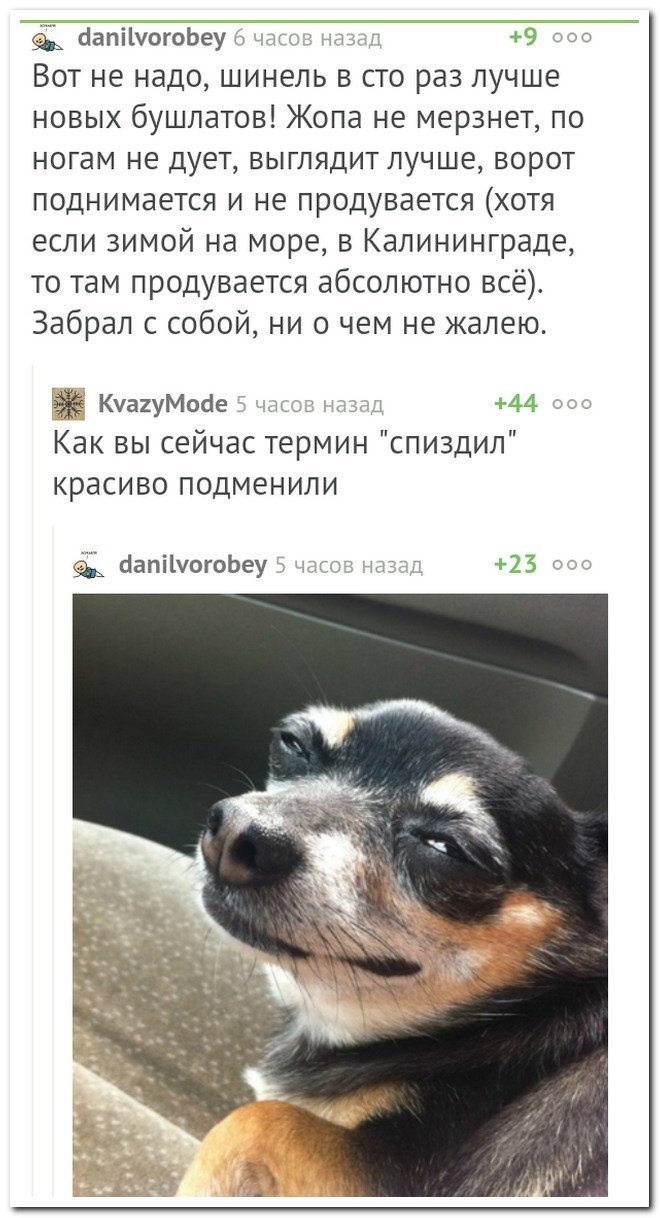 danilvorobey 6 часов назад +9
Вот не надо, шинель в сто раз лучше
новых бушлатов! Жопа не мерзнет, по
ногам не дует, выглядит лучше, ворот
поднимается и не продувается (хотя
если зимой на море, в Калининграде,
то там продувается абсолютно всё).
Забрал с собой, ни о чем не жалею.
KvazyMode 5 часов назад +44
Как вы сейчас термин "спиздил"
красиво подменили
danilvorobey 5 часов назад +23